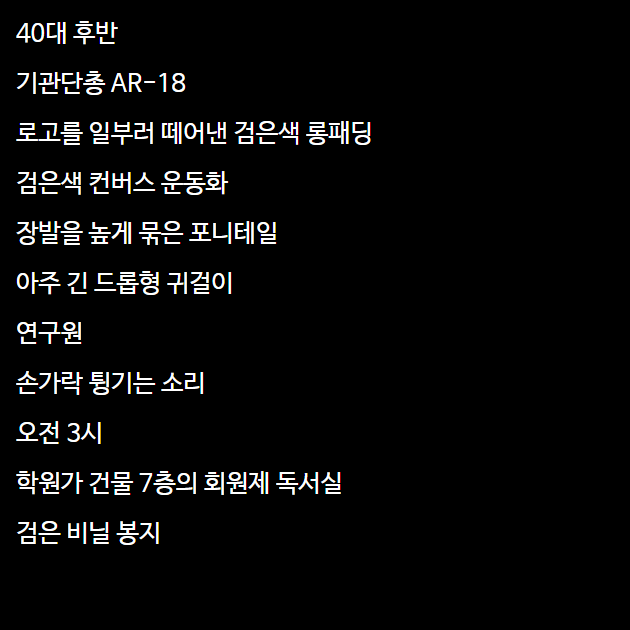 40대 후반
기관단총 AR-18
로고를 일부러 떼어낸 검은색 롱패딩
검은색 컨버스 운동화
장발을 높게 묶은 포니테일
아주 긴 드롭형 귀걸이
연구원
손가락 튕기는 소리
오전 3시
학원가 건물 7층의 회원제 독서실
검은 비닐 봉지